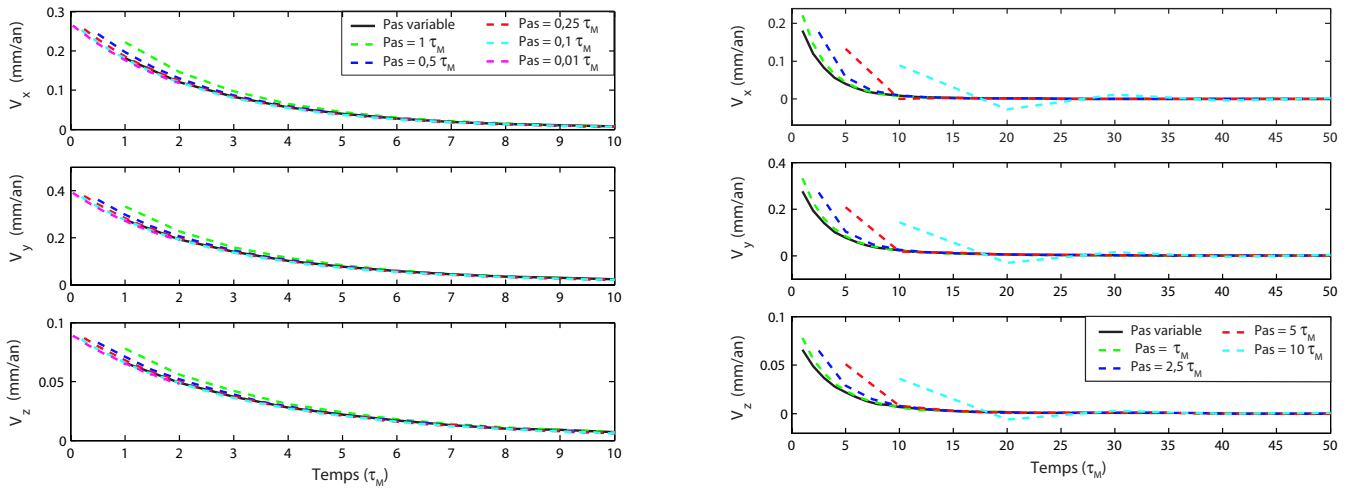 V_x (mm/an)
0.3
0.2
0.1
0
0 1 2 3 4 5 6 7 8 9 10
Pas variable
Pas = 1 τ_M
Pas = 0,5 τ_M
Pas = 0,25 τ_M
Pas = 0,1 τ_M
Pas = 0,01 τ_M
V_y (mm/an)
0.4
0.2
0
0 1 2 3 4 5 6 7 8 9 10
V_z (mm/an)
0.1
0.05
0
0 1 2 3 4 5 6 7 8 9 10
Temps (τ_M)
V_x (mm/an)
0.2
0.1
0
0 5 10 15 20 25 30 35 40 45 50
V_y (mm/an)
0.4
0.2
0
0 5 10 15 20 25 30 35 40 45 50
V_z (mm/an)
0.1
0.05
0
0 5 10 15 20 25 30 35 40 45 50
Pas variable
Pas = τ_M
Pas = 2,5 τ_M
Pas = 5 τ_M
Pas = 10 τ_M
Temps (τ_M)